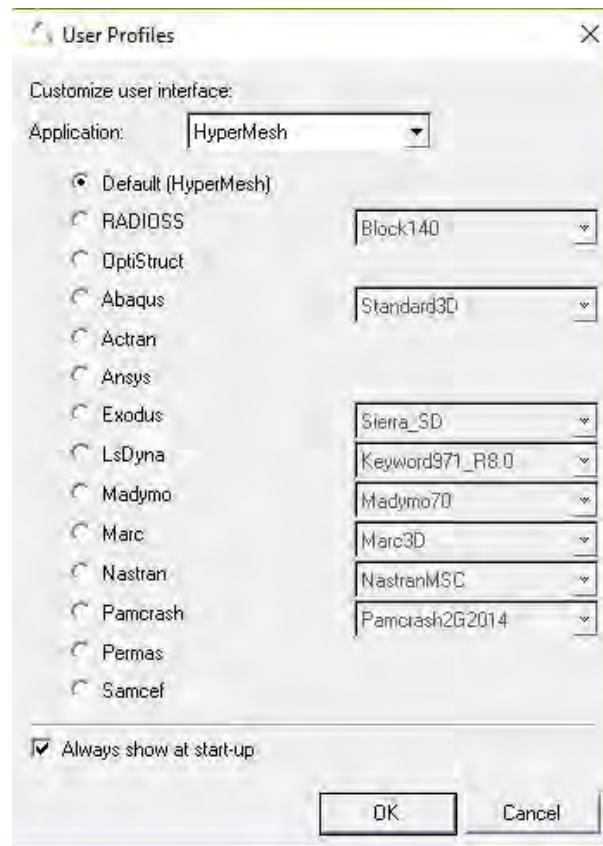 User Profiles
Customize user interface:
Application: HyperMesh
Default (HyperMesh)
RADIOSS Block140
OptiStruct
Abaqus Standard3D
Actran
Ansys
Exodus Sierra_SD
LsDyna Keyword971_R8.0
Madymo Madymo70
Marc Marc3D
Nastran NastranMSC
Pamcrash Pamcrash2G2014
Permas
Samcef
Always show at start-up
OK Cancel